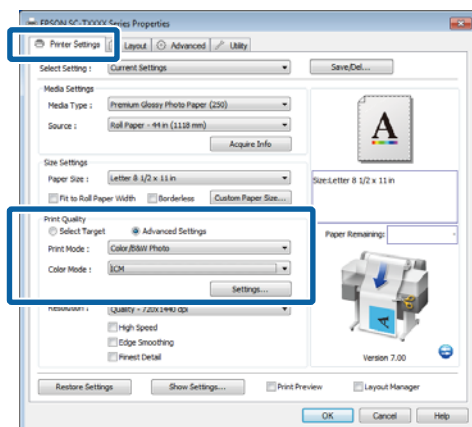 EPSON SC-TXXXX Series Properties
Printer Settings Layout Advanced Utility
Select Setting : Current Settings Save/Del...
Media Settings
Media Type : Premium Glossy Photo Paper (250)
Source : Roll Paper - 44 in (1118 mm)
Acquire Info
Size Settings
Paper Size : Letter 8 1/2 x 11 in
Fit to Roll Paper Width Borderless Custom Paper Size...
Print Quality
Select Target Advanced Settings
Print Mode : Color/B&W Photo
Color Mode : ICM
Settings...
Resolution : Quality - 720x1440 dpi
High Speed
Edge Smoothing
Finest Detail
A
Size:Letter 8 1/2 x 11 in
Paper Remaining: -
A
Version 7.00
Restore Settings Show Settings... Print Preview Layout Manager
OK Cancel Help